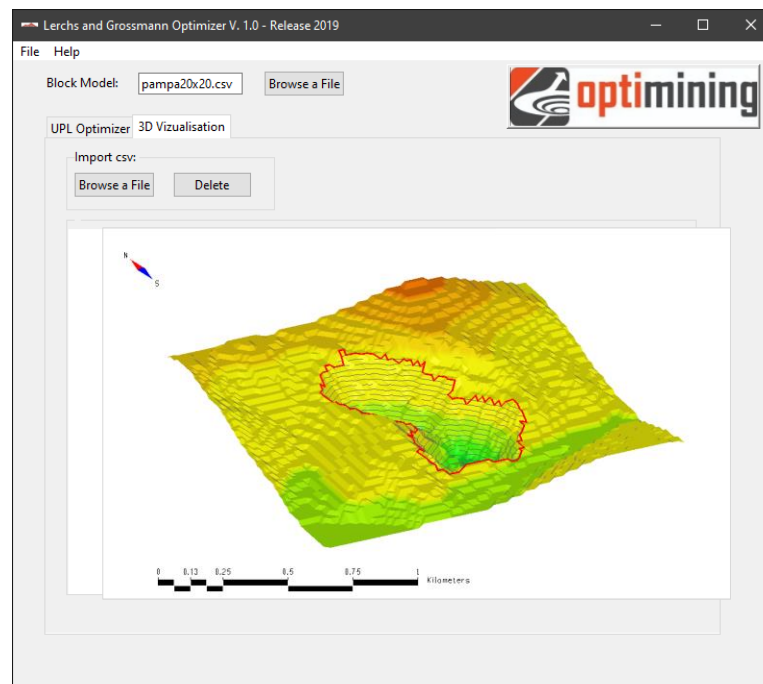 Lerchs and Grossmann Optimizer V. 1.0 - Release 2019
File Help
Block Model: pampa20x20.csv Browse a File
optimining
UPL Optimizer 3D Vizualisation
Import csv:
Browse a File Delete
N
S
0 0.13 0.25 0.5 0.75 1
Kilometers